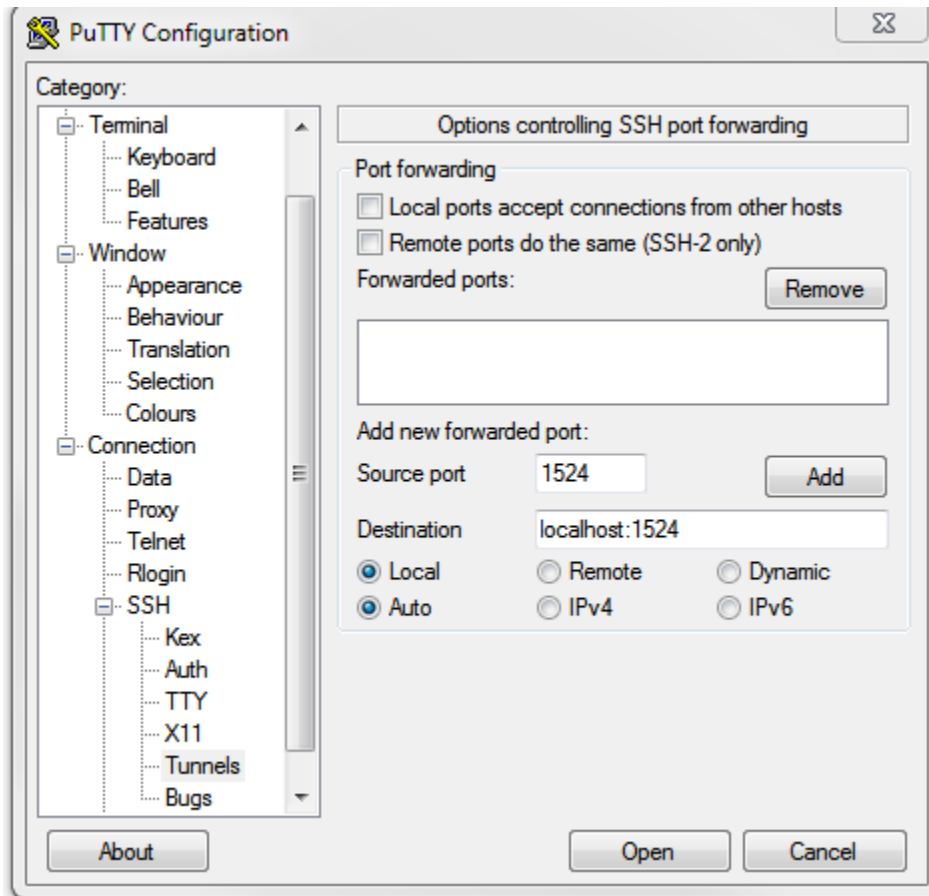 PuTTY Configuration
Category:
Terminal
Keyboard
Bell
Features
Window
Appearance
Behaviour
Translation
Selection
Colours
Connection
Data
Proxy
Telnet
Rlogin
SSH
Kex
Auth
TTY
X11
Tunnels
Bugs
Options controlling SSH port forwarding
Port forwarding
Local ports accept connections from other hosts
Remote ports do the same (SSH-2 only)
Forwarded ports:
Remove
Add new forwarded port:
Source port 1524 Add
Destination localhost:1524
Local Remote Dynamic
Auto IPv4 IPv6
About Open Cancel